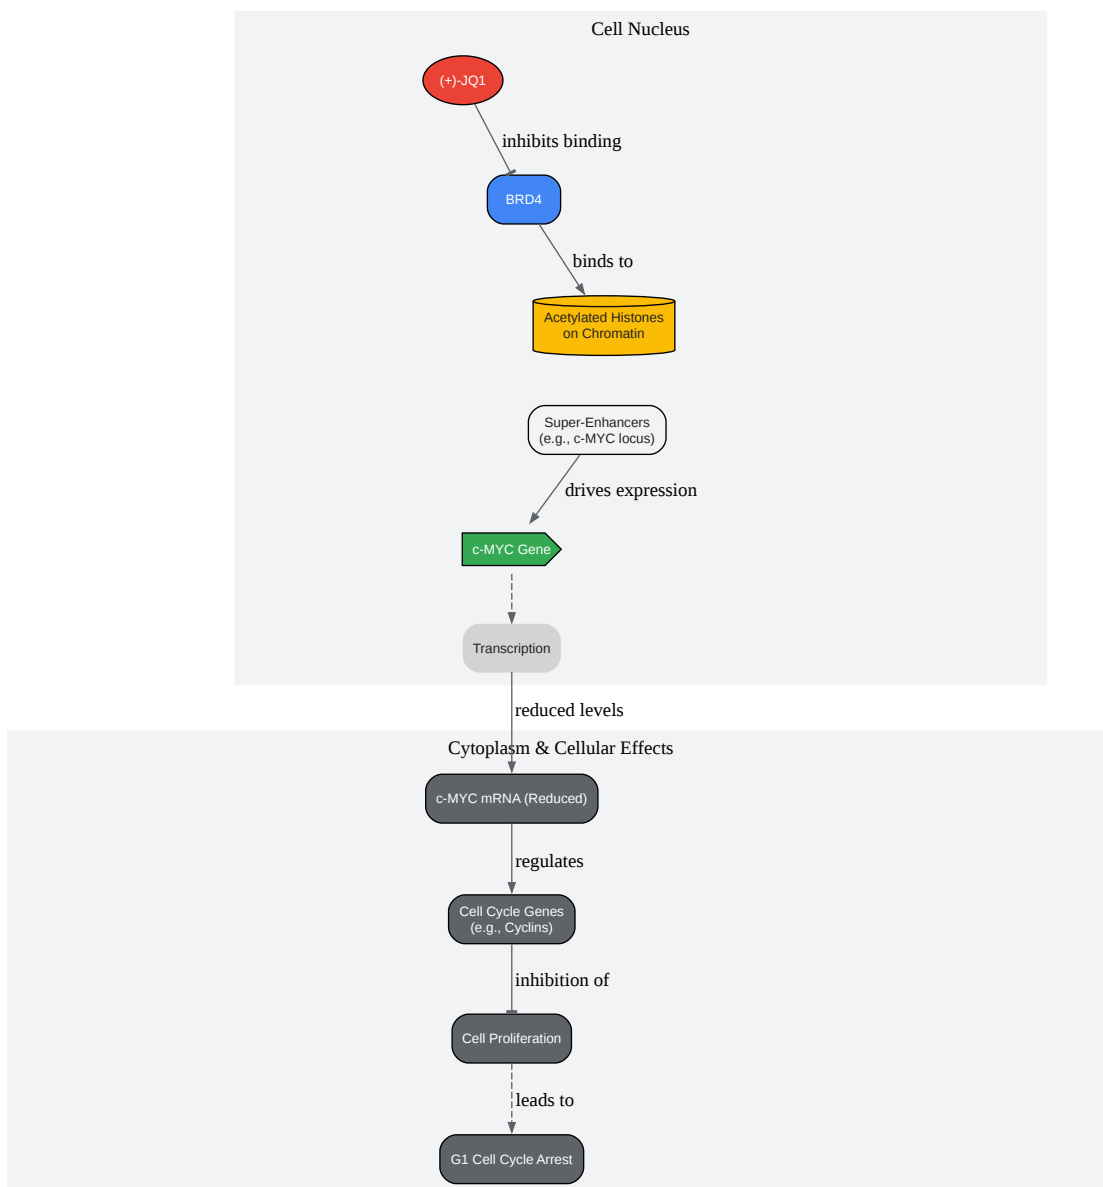 Cell Nucleus
(+)-JQ1
inhibits binding
BRD4
binds to
Acetylated Histones
on Chromatin
Super-Enhancers
(e.g., c-MYC locus)
drives expression
c-MYC Gene
Transcription
reduced levels
Cytoplasm & Cellular Effects
c-MYC mRNA (Reduced)
regulates
Cell Cycle Genes
(e.g., Cyclins)
inhibition of
Cell Proliferation
leads to
G1 Cell Cycle Arrest